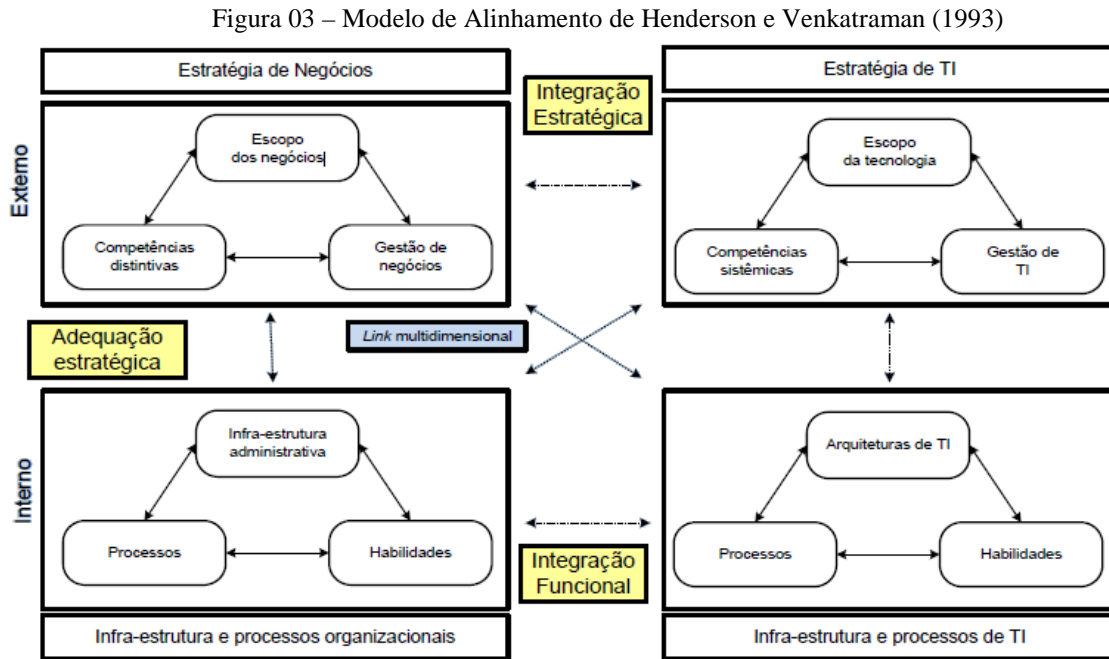 Figura 03 – Modelo de Alinhamento de Henderson e Venkatraman (1993)
Estratégia de Negócios
Estratégia de TI
Integração
Estratégica
Externo
Escopo
dos negócios
Competências
distintivas
Gestão de
negócios
Escopo
da tecnologia
Competências
sistêmicas
Gestão de
TI
Adequação
estratégica
Link multidimensional
Interno
Infra-estrutura
administrativa
Processos
Habilidades
Arquiteturas de TI
Processos
Habilidades
Integração
Funcional
Infra-estrutura e processos organizacionais
Infra-estrutura e processos de TI